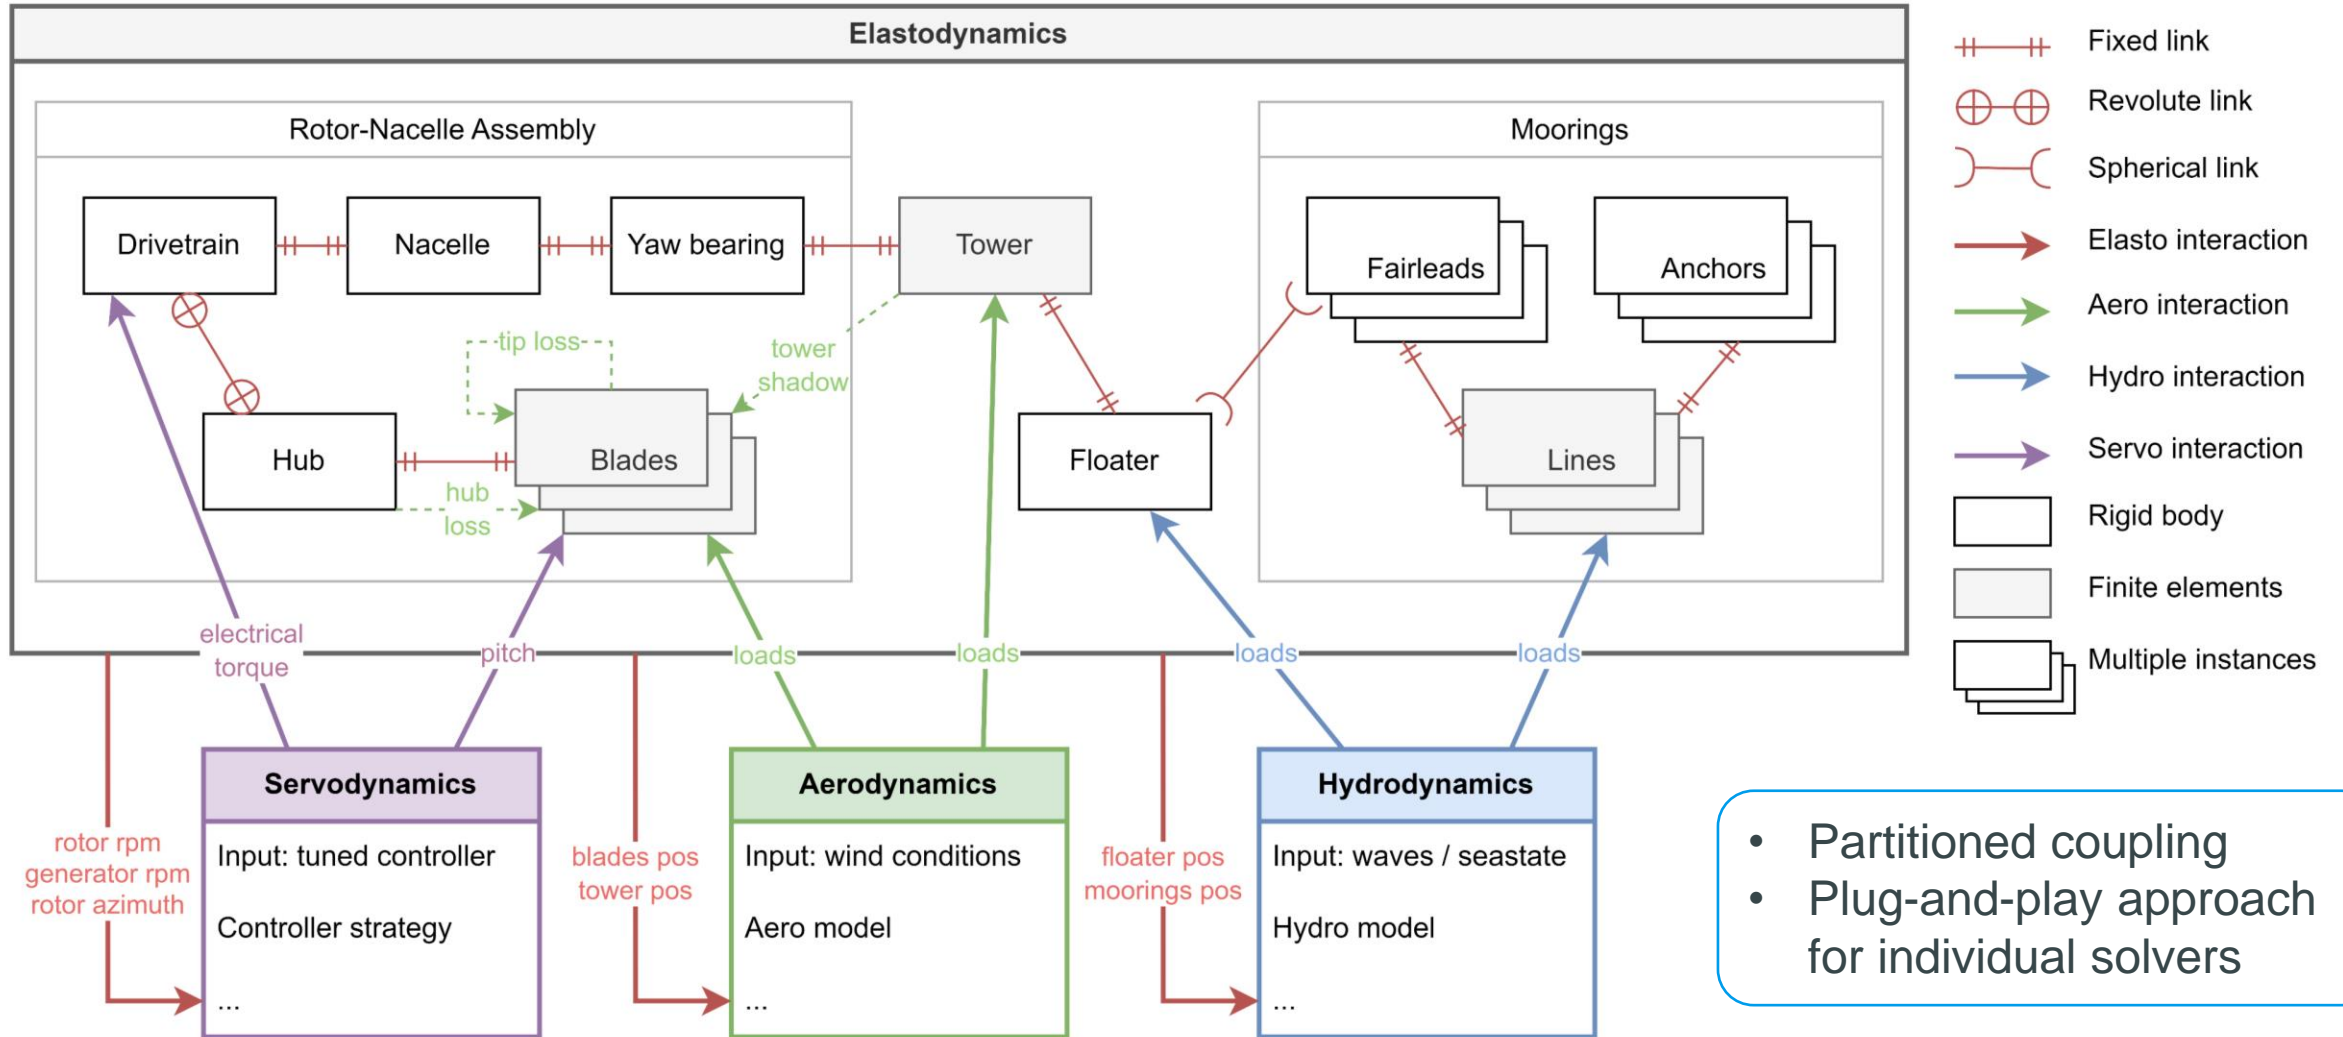 Elastodynamics
Rotor-Nacelle Assembly
Moorings
Drivetrain
Nacelle
Yaw bearing
Tower
Fairleads
Anchors
tip loss
tower
shadow
Hub
Blades
Floater
Lines
hub
loss
electrical
torque
pitch
loads
loads
loads
loads
rotor rpm
generator rpm
rotor azimuth
Servodynamics
Input: tuned controller
Controller strategy
...
blades pos
tower pos
Aerodynamics
Input: wind conditions
Aero model
...
floater pos
moorings pos
Hydrodynamics
Input: waves / seastate
Hydro model
...
Fixed link
Revolute link
Spherical link
Elasto interaction
Aero interaction
Hydro interaction
Servo interaction
Rigid body
Finite elements
Multiple instances
• Partitioned coupling
• Plug-and-play approach
for individual solvers